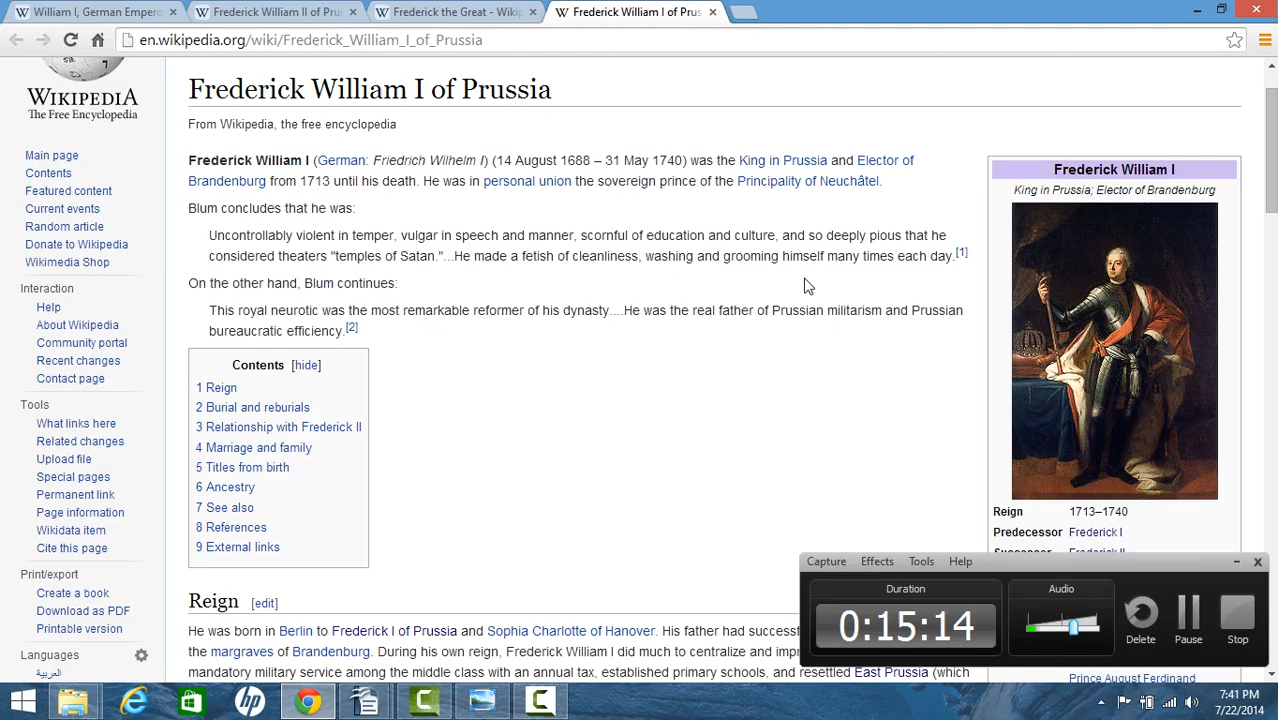 William I, German Empero
Frederick William II of Prus
Frederick the Great - Wikip
Frederick William I of Prus
en.wikipedia.org/wiki/Frederick_William_I_of_Prussia
WIKIPEDIA
The Free Encyclopedia
Main page
Contents
Featured content
Current events
Random article
Donate to Wikipedia
Wikimedia Shop
Interaction
Help
About Wikipedia
Community portal
Recent changes
Contact page
Tools
What links here
Related changes
Upload file
Special pages
Permanent link
Page information
Wikidata item
Cite this page
Print/export
Create a book
Download as PDF
Printable version
Languages
العربية
Frederick William I of Prussia
From Wikipedia, the free encyclopedia
Frederick William I (German: Friedrich Wilhelm I) (14 August 1688 – 31 May 1740) was the King in Prussia and Elector of
Brandenburg from 1713 until his death. He was in personal union the sovereign prince of the Principality of Neuchâtel.
Blum concludes that he was:
Uncontrollably violent in temper, vulgar in speech and manner, scornful of education and culture, and so deeply pious that he
considered theaters "temples of Satan."...He made a fetish of cleanliness, washing and grooming himself many times each day.[1]
On the other hand, Blum continues:
This royal neurotic was the most remarkable reformer of his dynasty....He was the real father of Prussian militarism and Prussian
bureaucratic efficiency.[2]
Contents [hide]
1 Reign
2 Burial and reburials
3 Relationship with Frederick II
4 Marriage and family
5 Titles from birth
6 Ancestry
7 See also
8 References
9 External links
Reign [edit]
He was born in Berlin to Frederick I of Prussia and Sophia Charlotte of Hanover. His father had successf
the margraves of Brandenburg. During his own reign, Frederick William I did much to centralize and impr
mandatory military service among the middle class with an annual tax, established primary schools, and resettled East Prussia (which
Frederick William I
King in Prussia; Elector of Brandenburg
Reign 1713–1740
Predecessor Frederick I
Successor Frederick II
Prince August Ferdinand
Capture Effects Tools Help
Duration
0:15:14
Audio
Delete
Pause
Stop
7:41 PM
7/22/2014